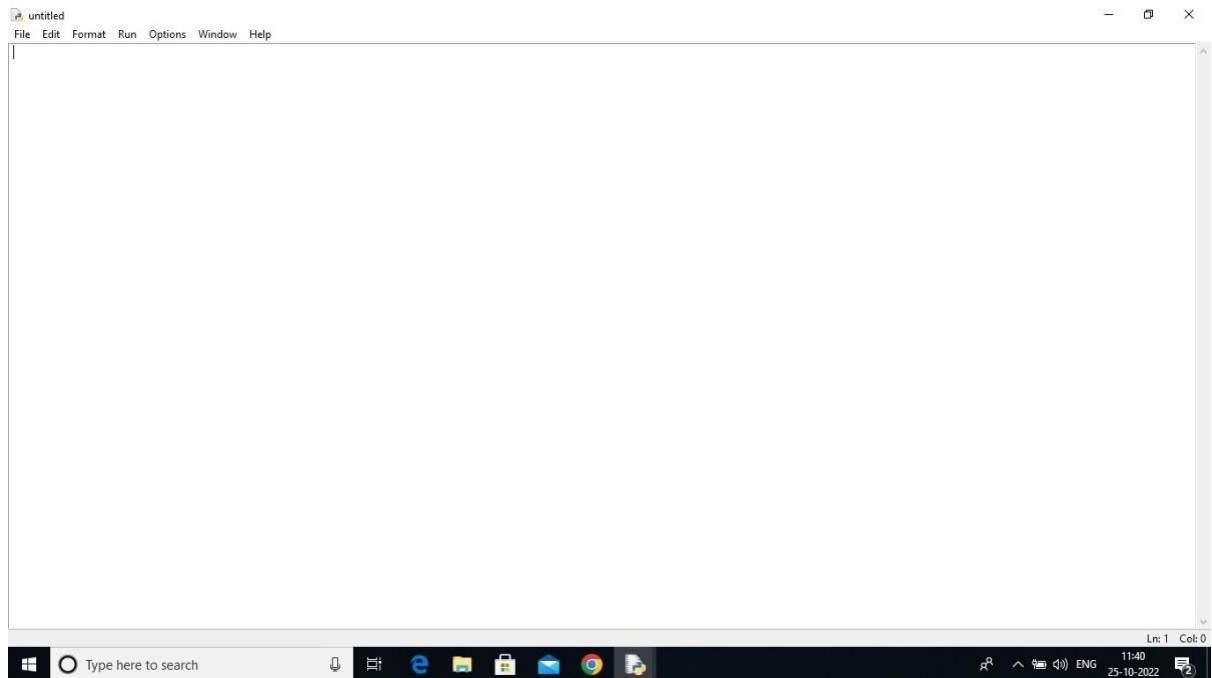 untitled
File Edit Format Run Options Window Help
Ln: 1 Col: 0
Type here to search
ENG
11:40
25-10-2022
2